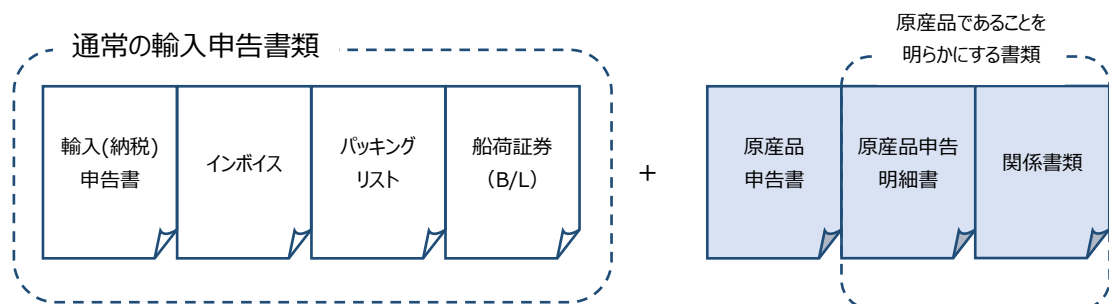 通常の輸入申告書類
輸入(納税)
申告書
インボイス
パッキング
リスト
船荷証券
（B/L）
+
原産品であることを
明らかにする書類
原産品
申告書
原産品申告
明細書
関係書類